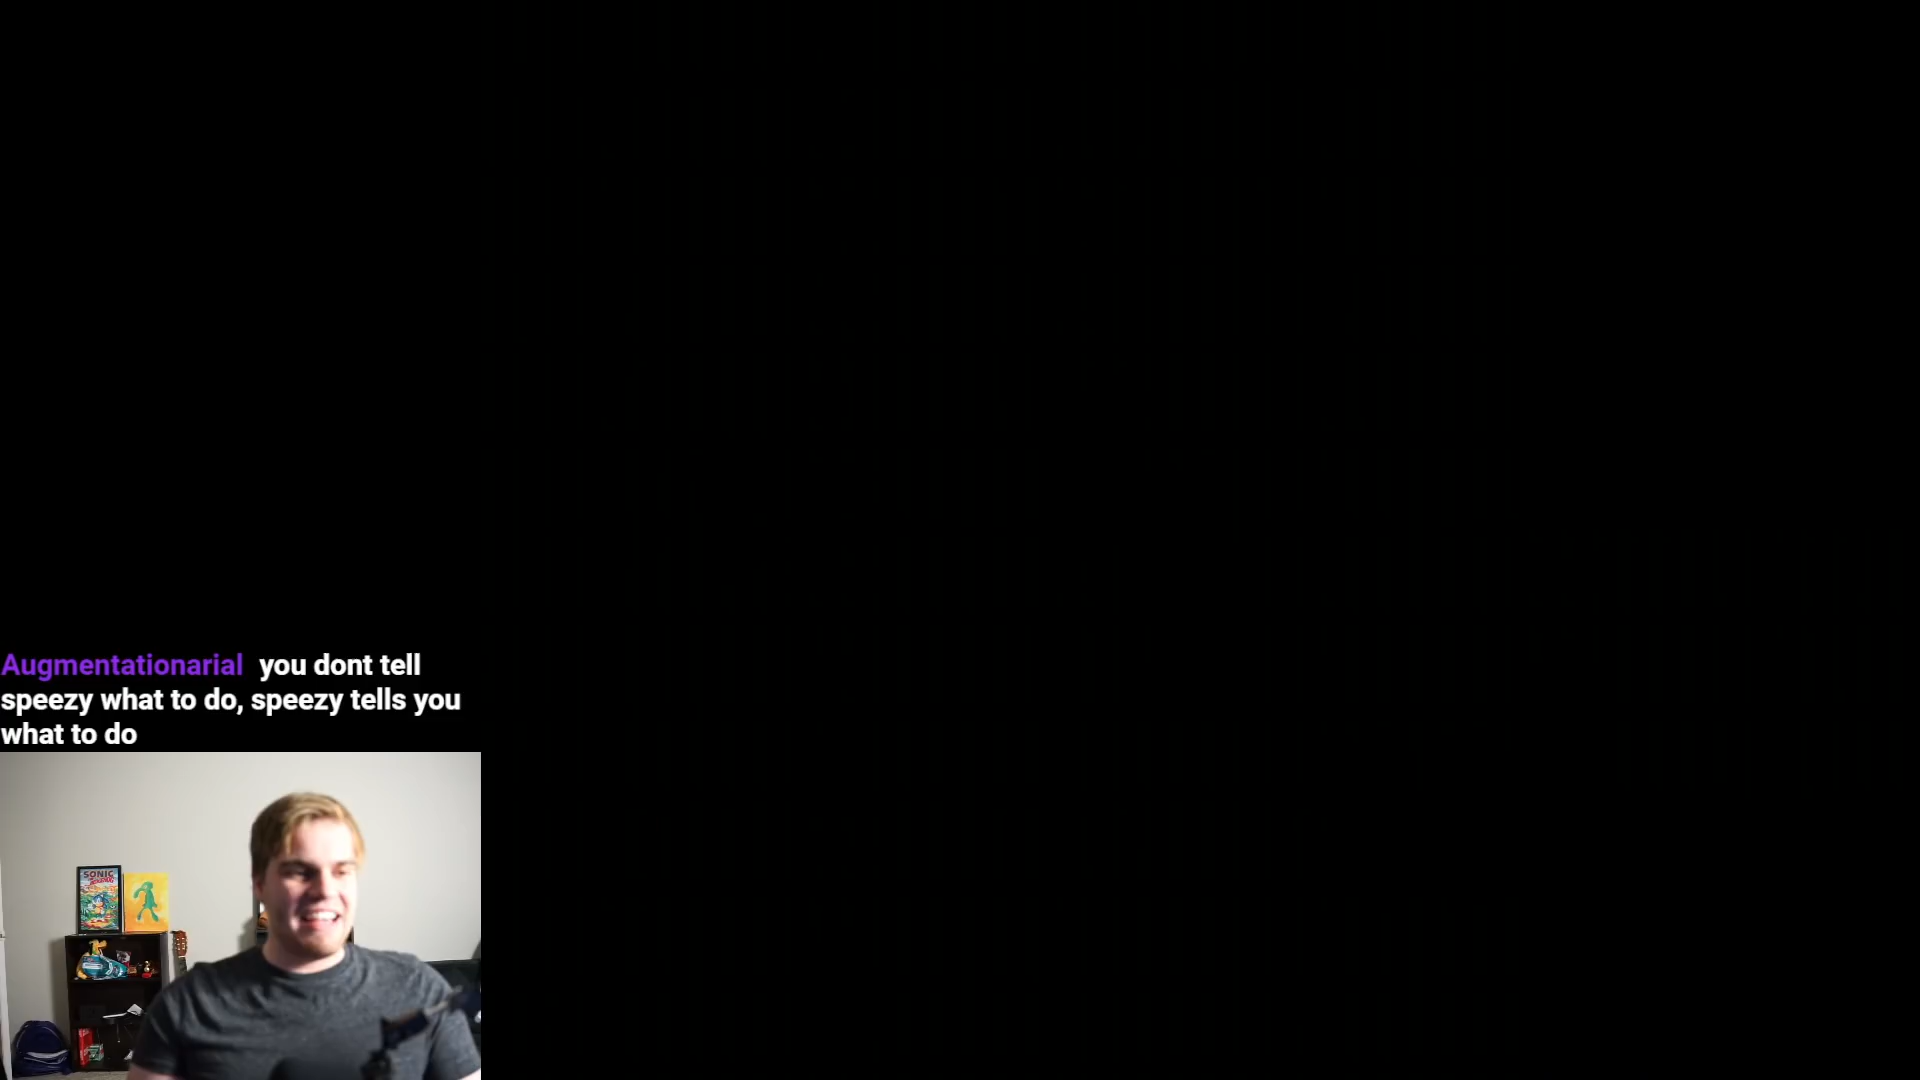 Augmentationarial you dont tell
speezy what to do, speezy tells you
what to do
SONIC